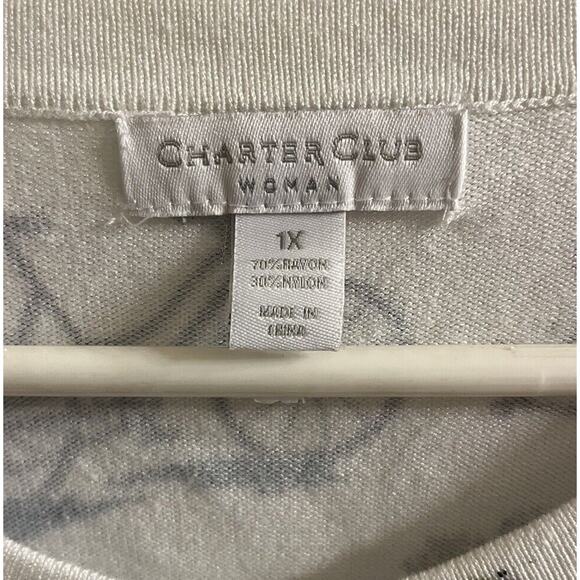 CHARTER CLUB
WOMAN
1X
70%RAYON
30%NYLON
MADE IN
CHINA